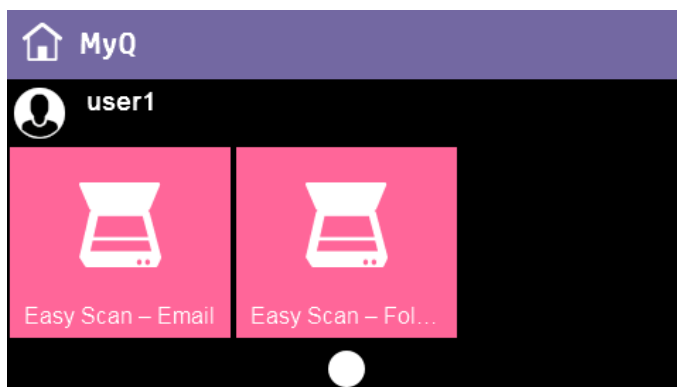 MyQ
user1
Easy Scan – Email
Easy Scan – Fol...